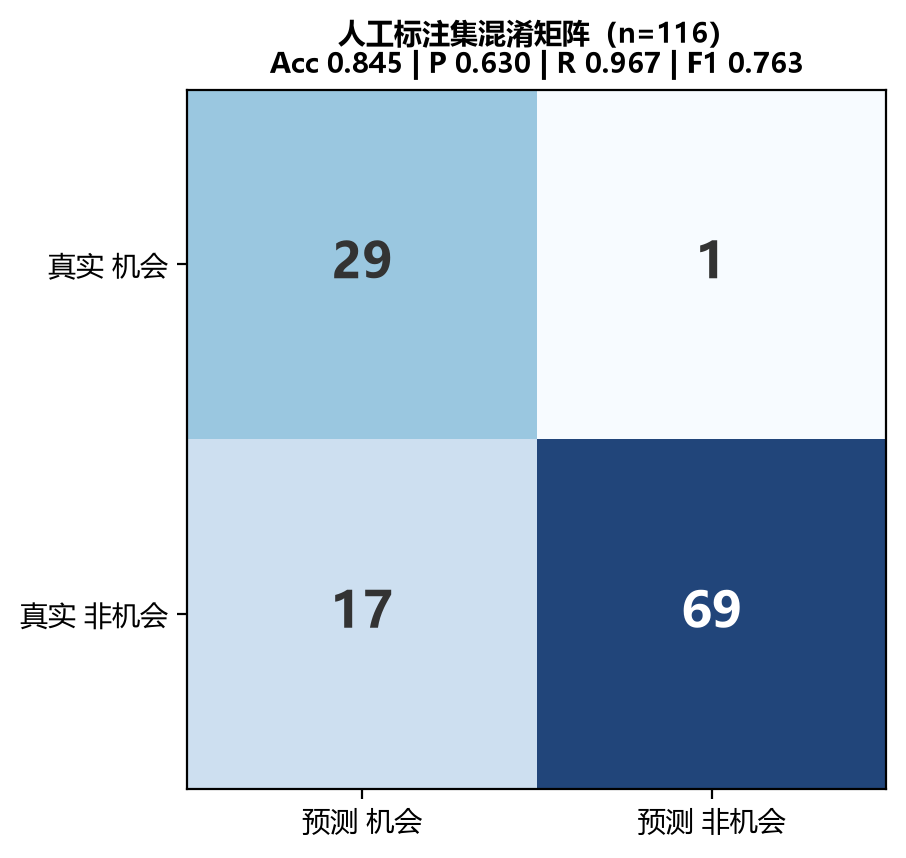 人工标注集混淆矩阵（n=116）
Acc 0.845 | P 0.630 | R 0.967 | F1 0.763
真实 机会
29
1
真实 非机会
17
69
预测 机会
预测 非机会